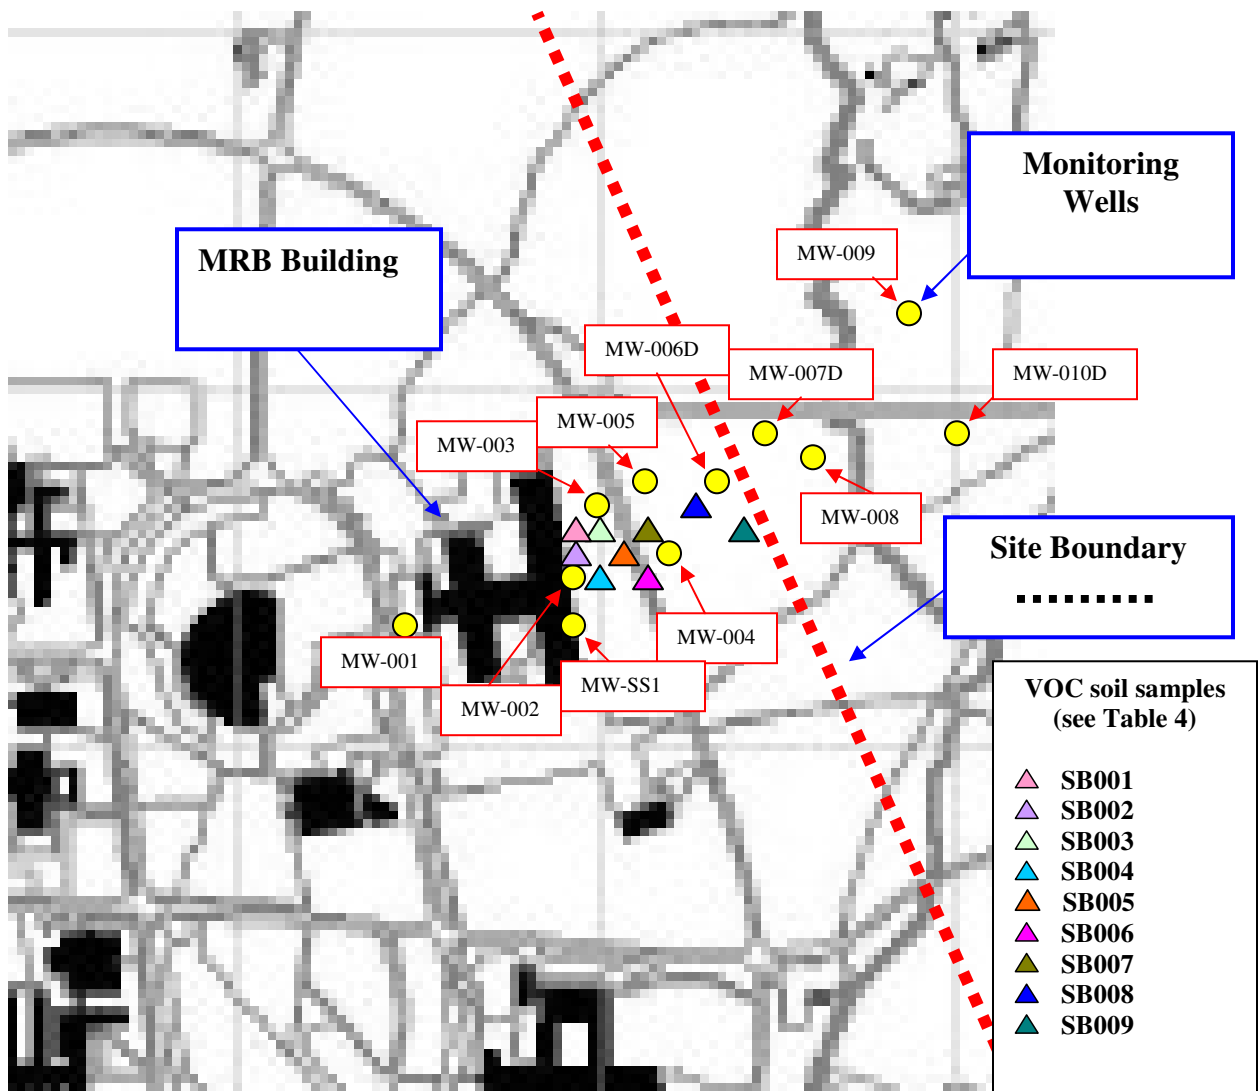 Monitoring
Wells
MRB Building
MW-009
MW-006D
MW-007D
MW-010D
MW-005
MW-003
MW-008
Site Boundary
MW-004
MW-001
MW-SS1
MW-002
VOC soil samples
(see Table 4)
SB001
SB002
SB003
SB004
SB005
SB006
SB007
SB008
SB009